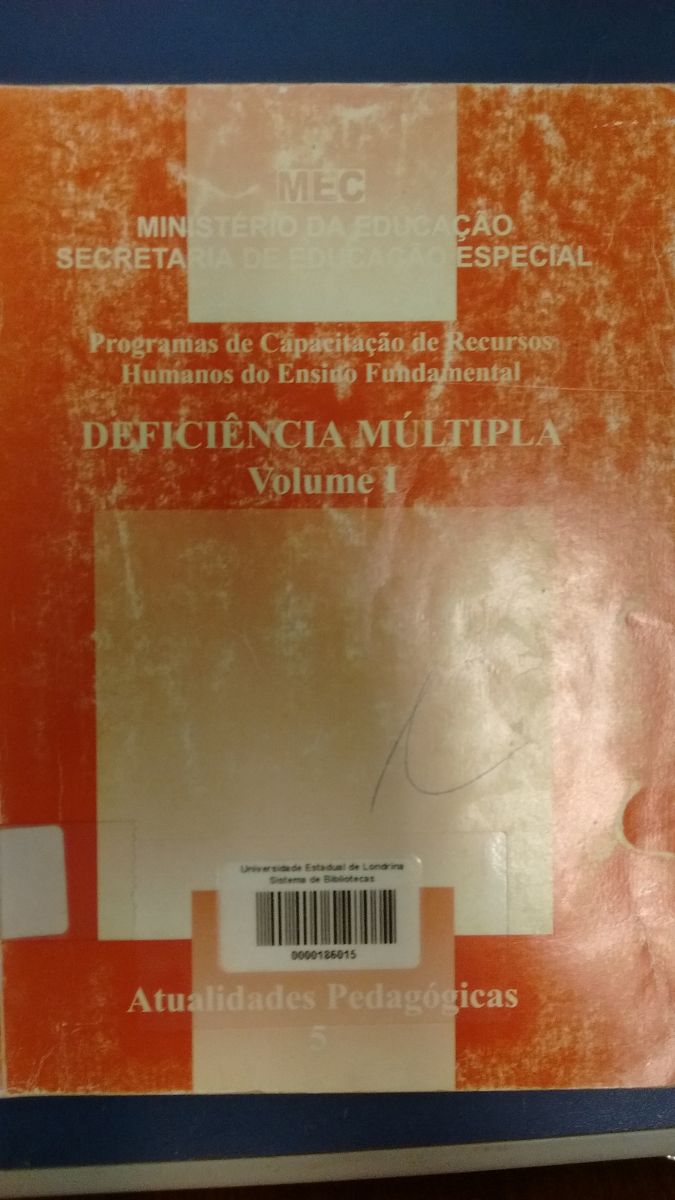 MEC
MINISTÉRIO DA EDUCAÇÃO
SECRETARIA DE EDUCAÇÃO ESPECIAL
Programas de Capacitação de Recursos
Humanos do Ensino Fundamental
DEFICIÊNCIA MÚLTIPLA
Volume I
Universidade Estadual de Londrina
Sistema de Bibliotecas
0000186015
Atualidades Pedagógicas
5